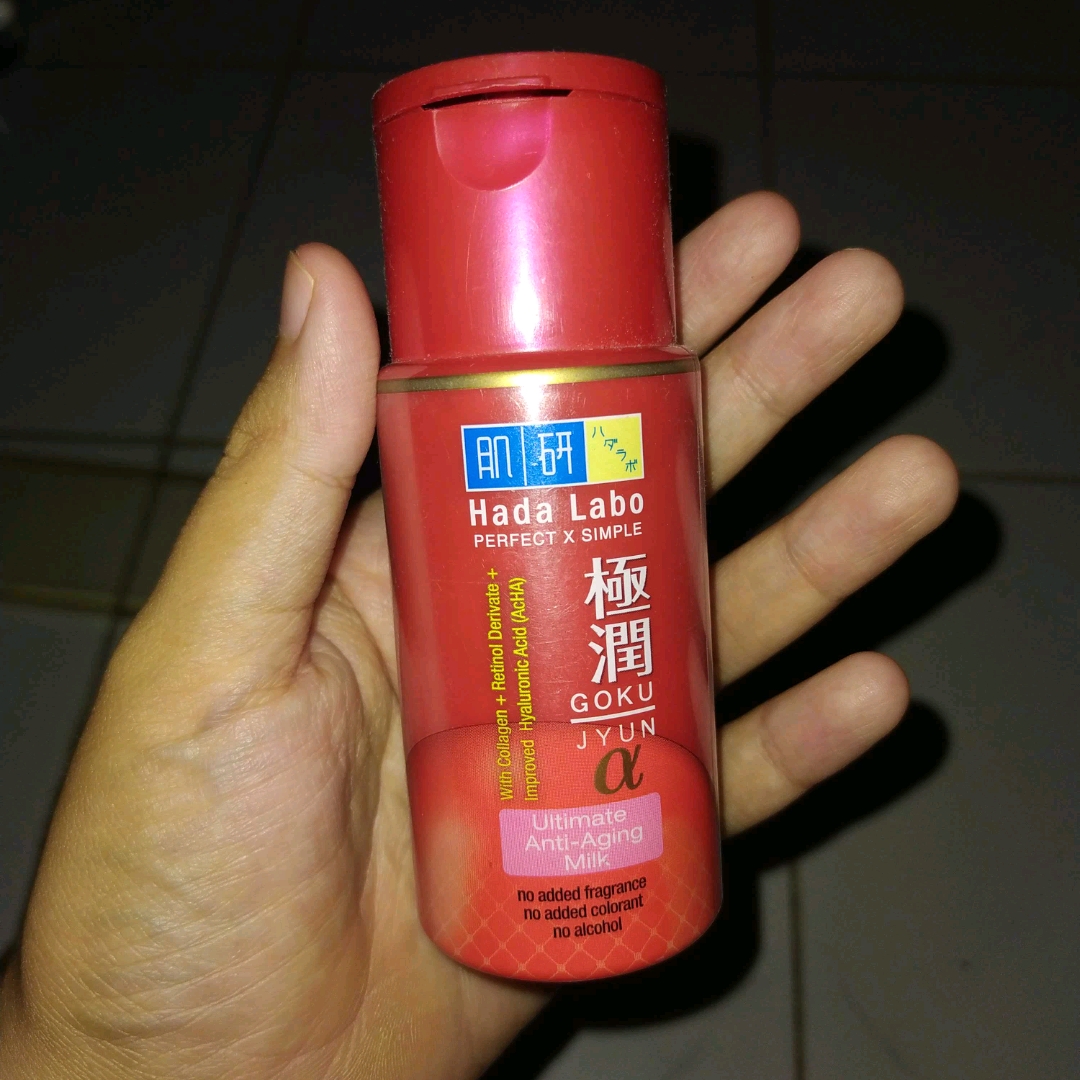 肌研 ハダラボ
Hada Labo
PERFECT X SIMPLE
極潤
GOKU
JYUN
α
With Collagen + Retinol Derivate +
Improved Hyaluronic Acid (AcHA)
Ultimate
Anti-Aging
Milk
no added fragrance
no added colorant
no alcohol